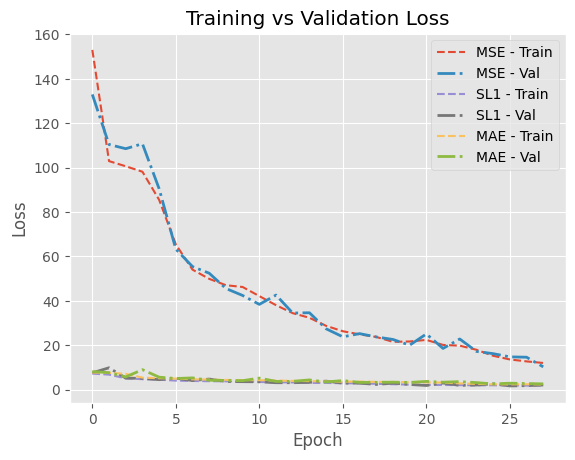 Training vs Validation Loss
160
140
120
100
80
60
40
20
0
Loss
0 5 10 15 20 25
Epoch
MSE - Train
MSE - Val
SL1 - Train
SL1 - Val
MAE - Train
MAE - Val